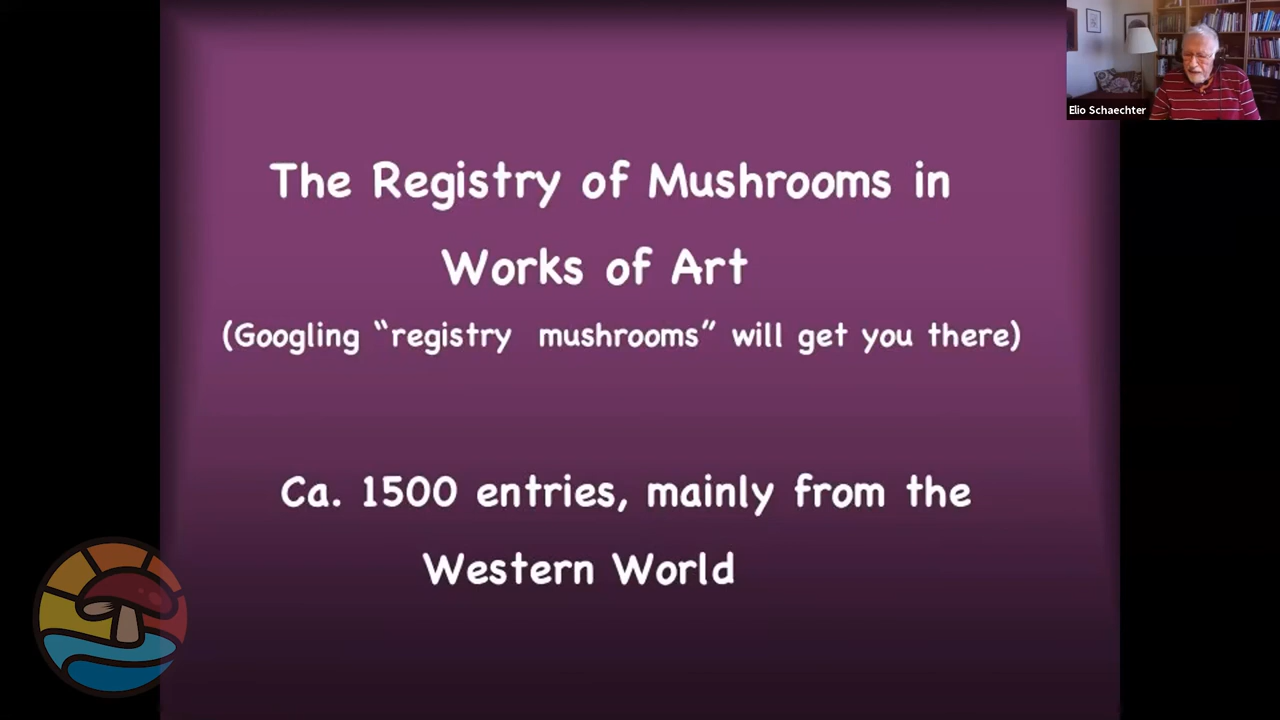 Elio Schaechter
The Registry of Mushrooms in
Works of Art
(Googling “registry  mushrooms” will get you there)
Ca. 1500 entries, mainly from the
Western World